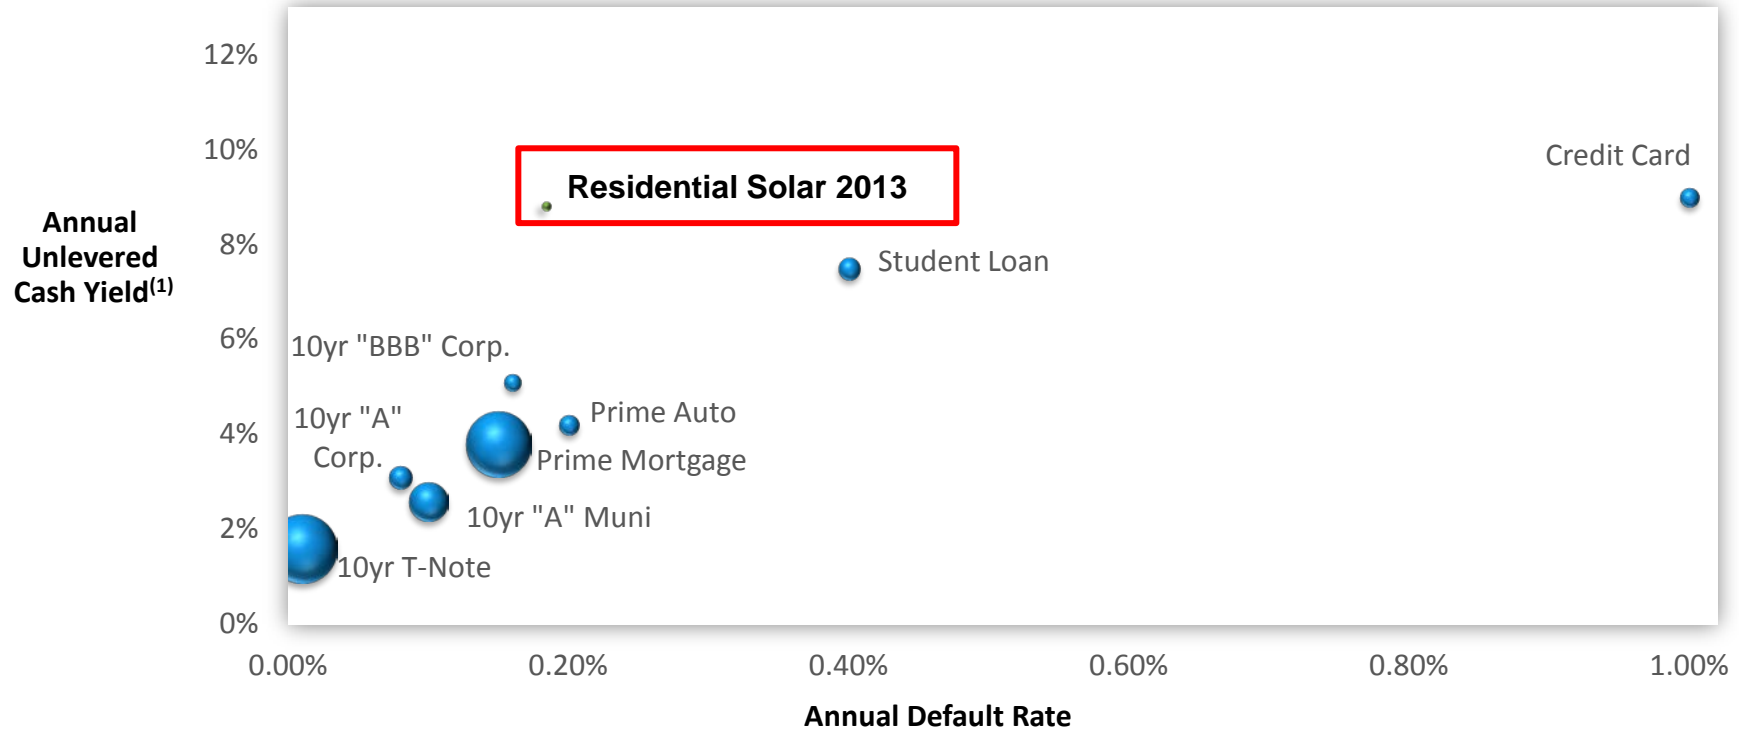 12%
10%
8%
6%
4%
2%
0%
Annual
Unlevered
Cash Yield(1)
Residential Solar 2013
Credit Card
Student Loan
10yr "BBB" Corp.
10yr "A"
Corp.
Prime Auto
Prime Mortgage
10yr "A" Muni
10yr T-Note
0.00% 0.20% 0.40% 0.60% 0.80% 1.00%
Annual Default Rate